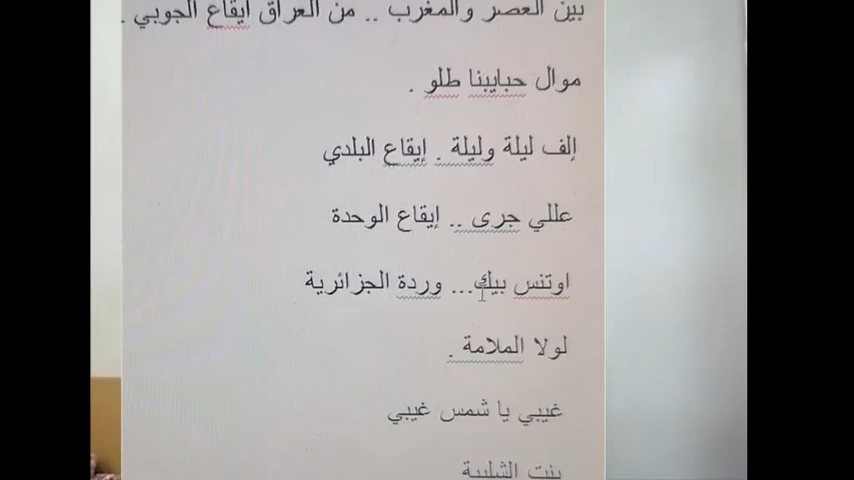 بين العصر والمغرب .. من العراق ايقاع الجوبي .
موال حبايبنا طلو .
إلف ليلة وليلة . إيقاع البلدي
عللي جرى .. إيقاع الوحدة
اوتنس بيك... وردة الجزائرية
لولا الملامة .
غيبي يا شمس غيبي
بنت الشلبية